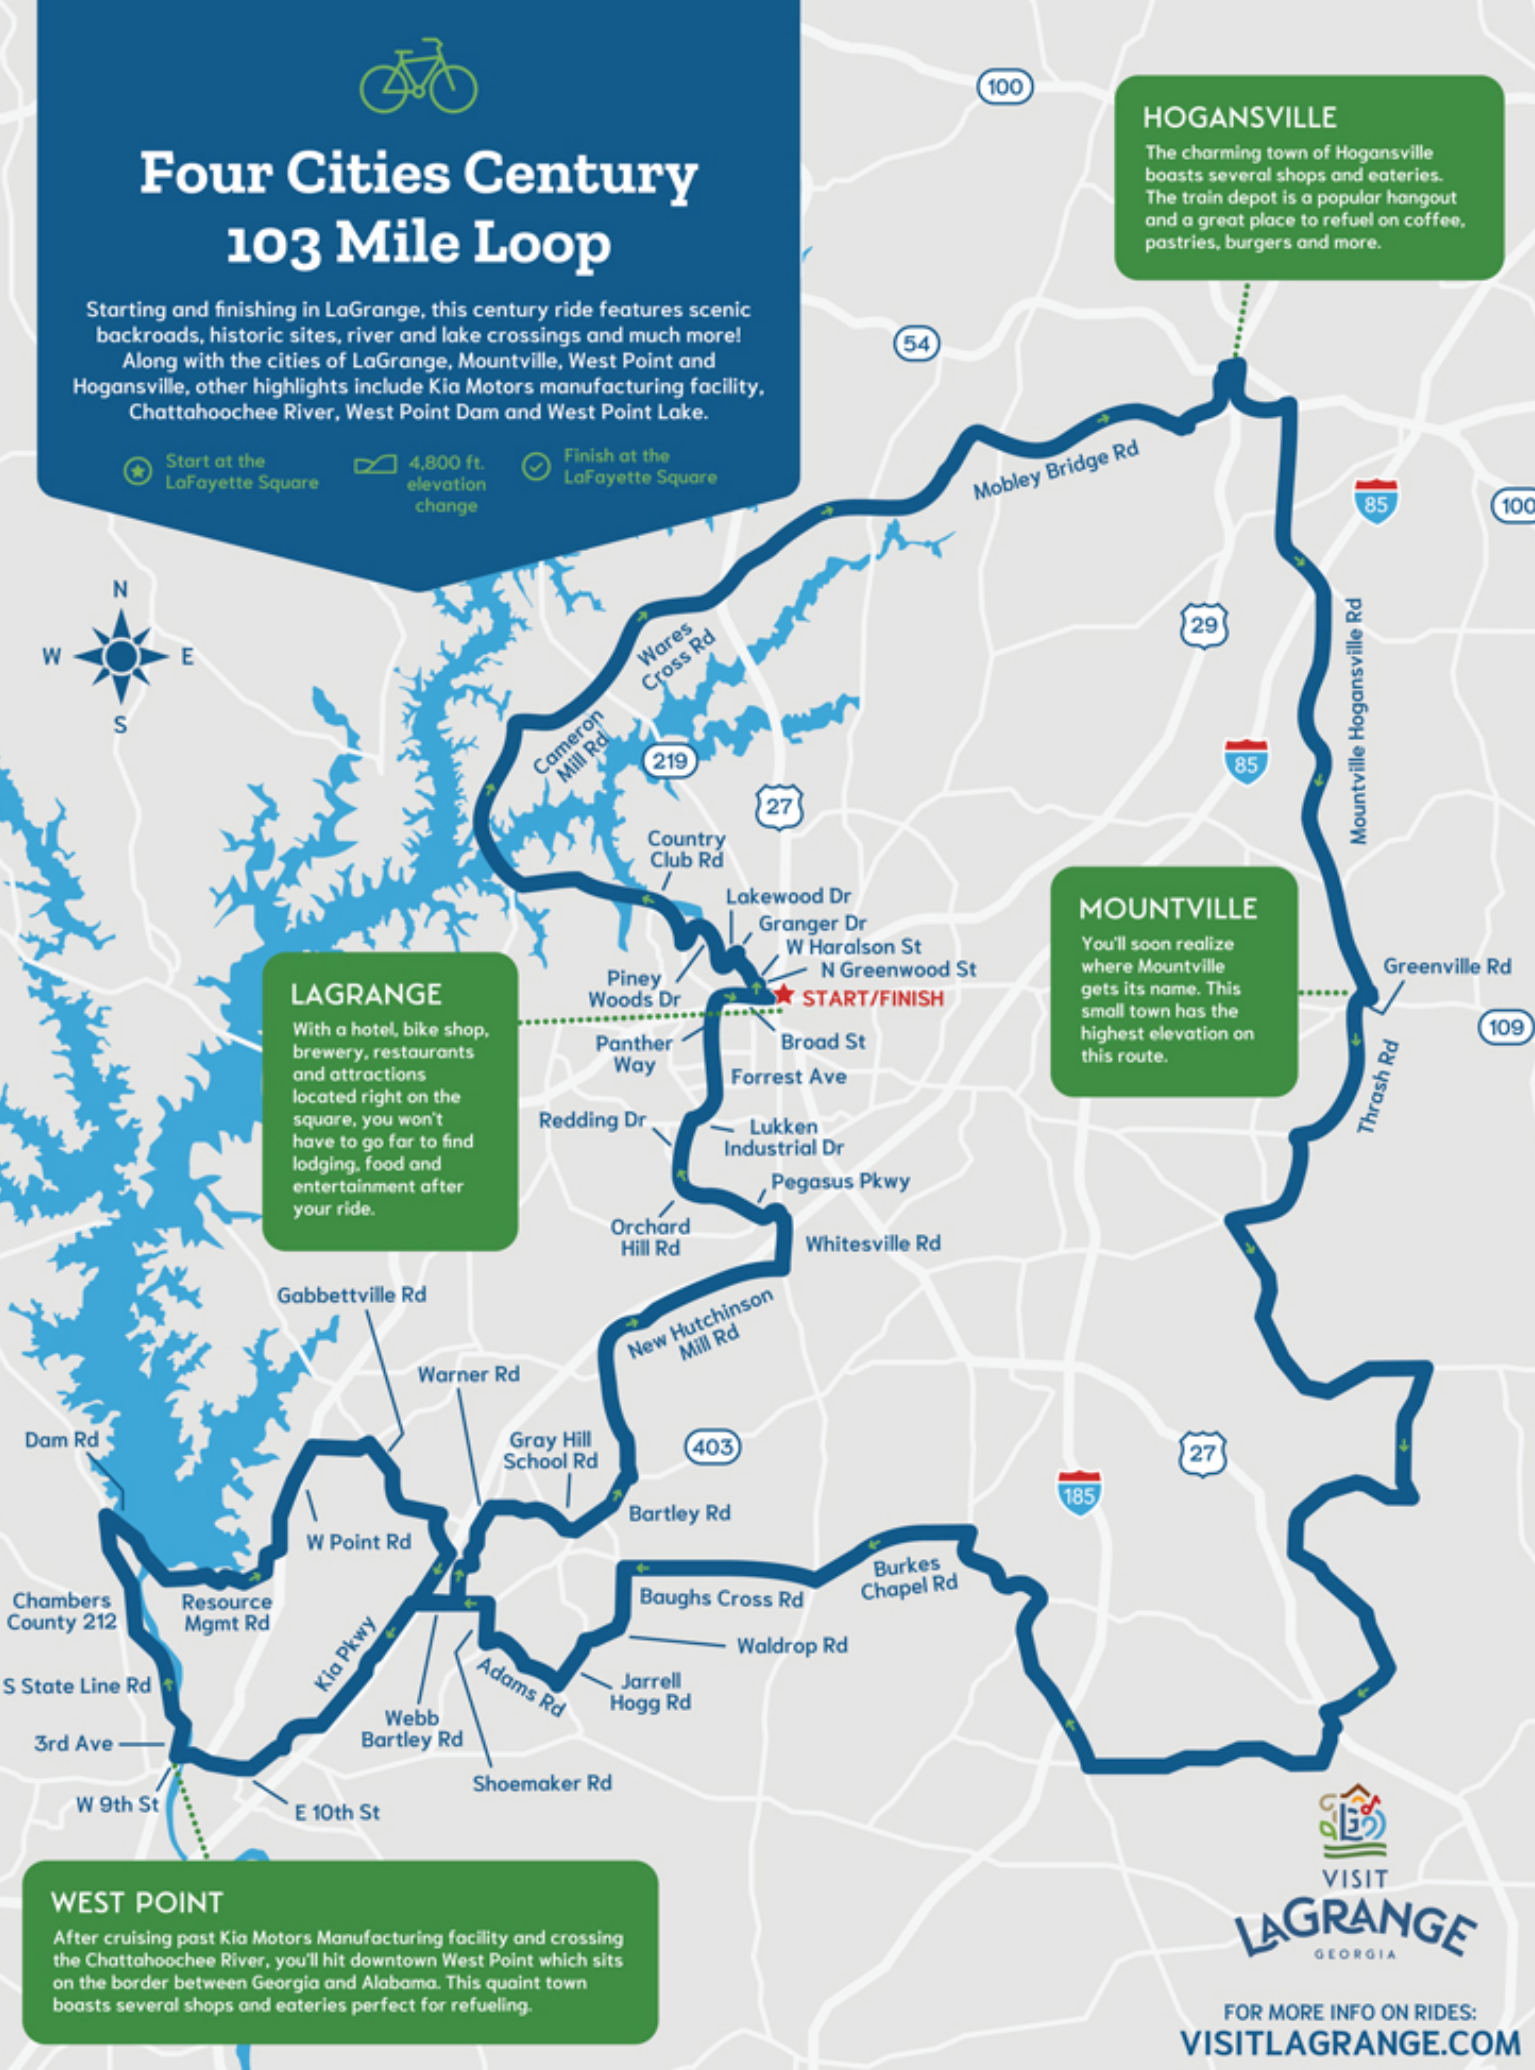 Four Cities Century
103 Mile Loop
Starting and finishing in LaGrange, this century ride features scenic
backroads, historic sites, river and lake crossings and much more!
Along with the cities of LaGrange, Mountville, West Point and
Hogansville, other highlights include Kia Motors manufacturing facility,
Chattahoochee River, West Point Dam and West Point Lake.
Start at the
LaFayette Square
4,800 ft.
elevation
change
Finish at the
LaFayette Square
100
HOGANSVILLE
The charming town of Hogansville
boasts several shops and eateries.
The train depot is a popular hangout
and a great place to refuel on coffee,
pastries, burgers and more.
54
Mobley Bridge Rd
85
100
N
W
E
S
29
Wares
Cross Rd
Mountville Hogansville Rd
Cameron
Mill Rd
219
85
27
Country
Club Rd
Lakewood Dr
Granger Dr
W Haralson St
N Greenwood St
START/FINISH
Piney
Woods Dr
MOUNTVILLE
You'll soon realize
where Mountville
gets its name. This
small town has the
highest elevation on
this route.
Greenville Rd
109
Thrash Rd
LAGRANGE
With a hotel, bike shop,
brewery, restaurants
and attractions
located right on the
square, you won't
have to go far to find
lodging, food and
entertainment after
your ride.
Panther
Way
Broad St
Forrest Ave
Redding Dr
Lukken
Industrial Dr
Pegasus Pkwy
Orchard
Hill Rd
Whitesville Rd
Gabbettville Rd
New Hutchinson
Mill Rd
Warner Rd
Dam Rd
Gray Hill
School Rd
403
27
185
Bartley Rd
W Point Rd
Burkes
Chapel Rd
Chambers
County 212
Resource
Mgmt Rd
Baughs Cross Rd
Waldrop Rd
Kia Pkwy
S State Line Rd
Adams Rd
Jarrell
Hogg Rd
Webb
Bartley Rd
3rd Ave
Shoemaker Rd
W 9th St
E 10th St
WEST POINT
After cruising past Kia Motors Manufacturing facility and crossing
the Chattahoochee River, you'll hit downtown West Point which sits
on the border between Georgia and Alabama. This quaint town
boasts several shops and eateries perfect for refueling.
VISIT
LAGRANGE
GEORGIA
FOR MORE INFO ON RIDES:
VISITLAGRANGE.COM